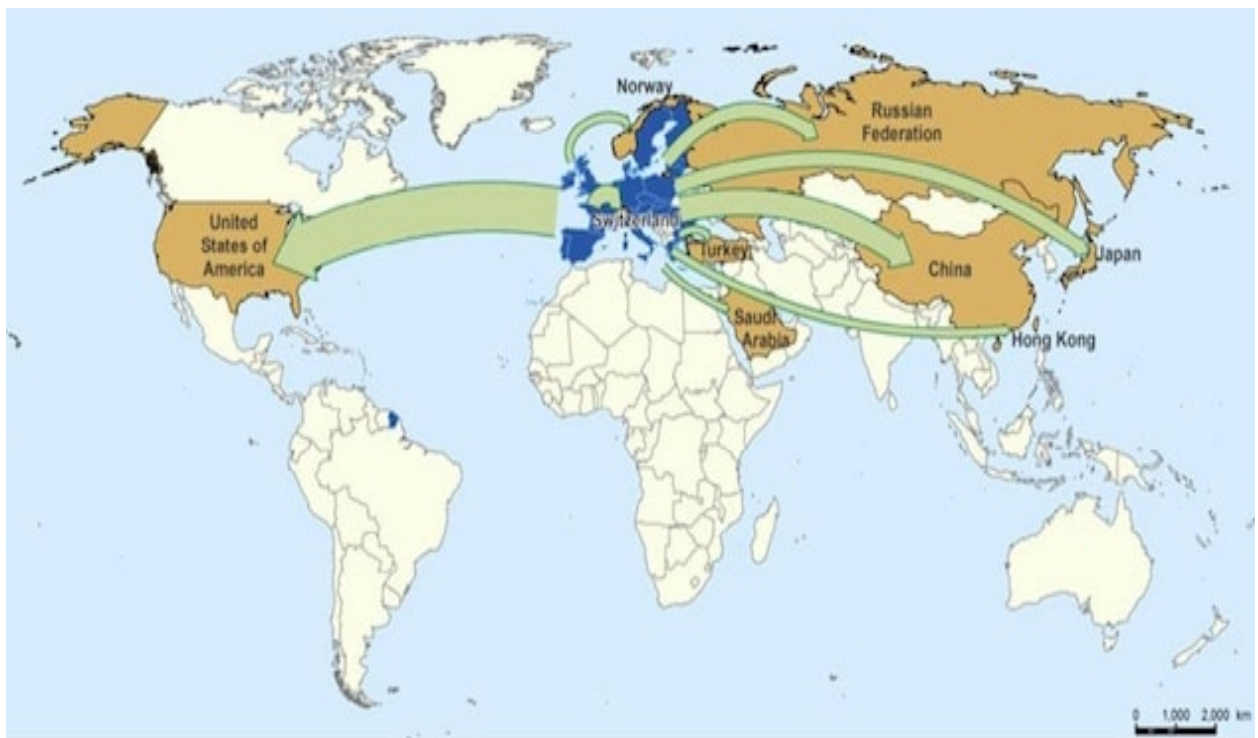 Norway
Russian
Federation
United
States of
America
Switzerland
Turkey
China
Japan
Saudi
Arabia
Hong Kong
0 1,000 2,000 km